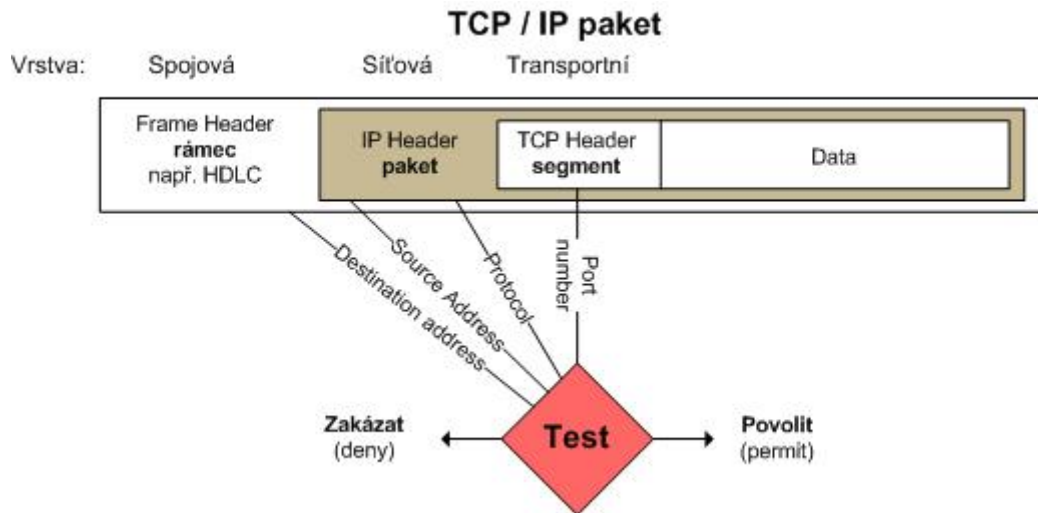 TCP / IP paket
Vrstva: Spojová Síťová Transportní
Frame Header
rámec
např. HDLC
IP Header
paket
TCP Header
segment
Data
Destination address
Source Address
Protocol
Port
number
Test
Zakázat
(deny)
Povolit
(permit)